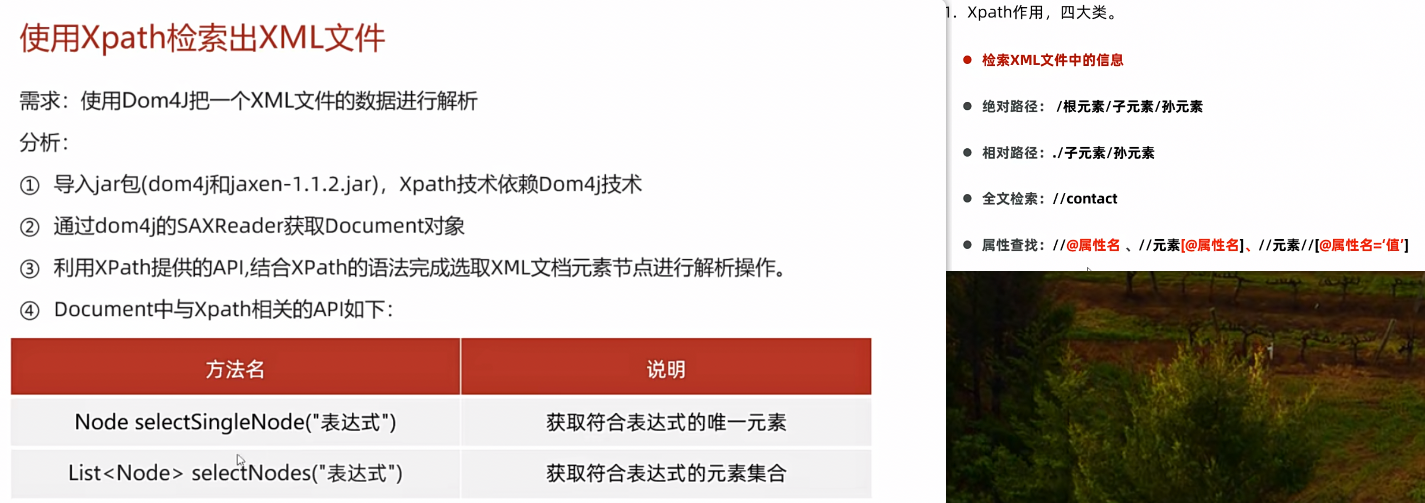 使用Xpath检索出XML文件
需求：使用Dom4J把一个XML文件的数据进行解析
分析：
① 导入jar包(dom4j和jaxen-1.1.2.jar)，Xpath技术依赖Dom4j技术
② 通过dom4j的SAXReader获取Document对象
③ 利用XPath提供的API,结合XPath的语法完成选取XML文档元素节点进行解析操作。
④ Document中与Xpath相关的API如下：
方法名 说明
Node selectSingleNode("表达式") 获取符合表达式的唯一元素
List<Node> selectNodes("表达式") 获取符合表达式的元素集合
1. Xpath作用，四大类。
● 检索XML文件中的信息
● 绝对路径： /根元素/子元素/孙元素
● 相对路径：./子元素/孙元素
● 全文检索：//contact
● 属性查找：//@属性名 、//元素[@属性名]、//元素//[@属性名=‘值’]